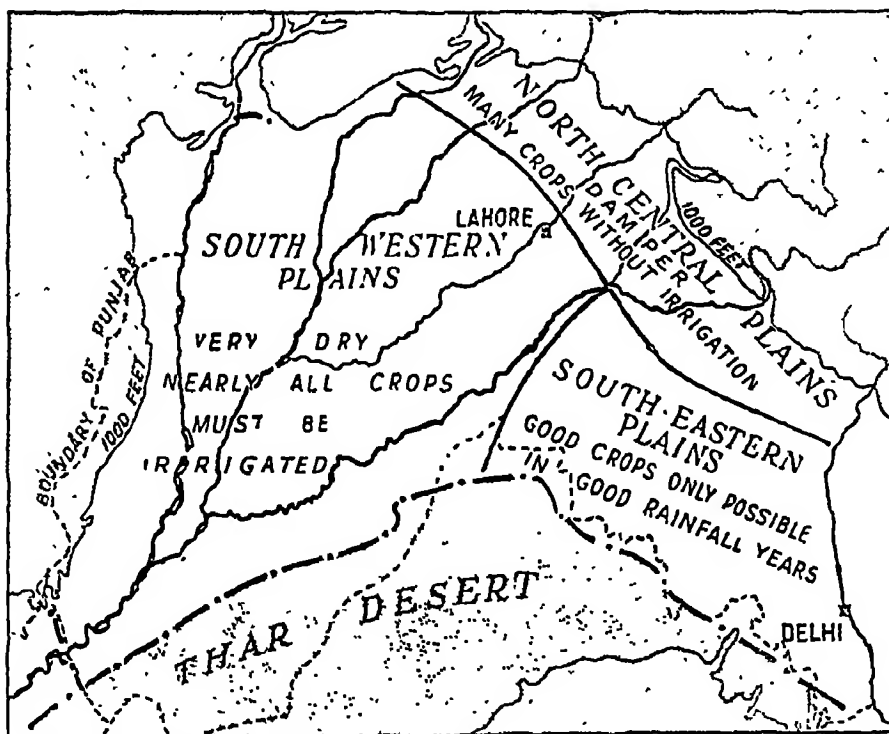 NORTH CENTRAL PLAINS
DAMIPER
MANY CROPS WITHOUT IRRIGATION
1000 FEET
LAHORE
SOUTH WESTERN
PLAINS
VERY DRY
NEARLY ALL CROPS
MUST BE
IRRRIGATED
BOUNDARY OF PUNJAB
1000 FEET
SOUTH-EASTERN
PLAINS
GOOD CROPS ONLY POSSIBLE
IN GOOD RAINFALL YEARS
DELHI
THAR DESERT